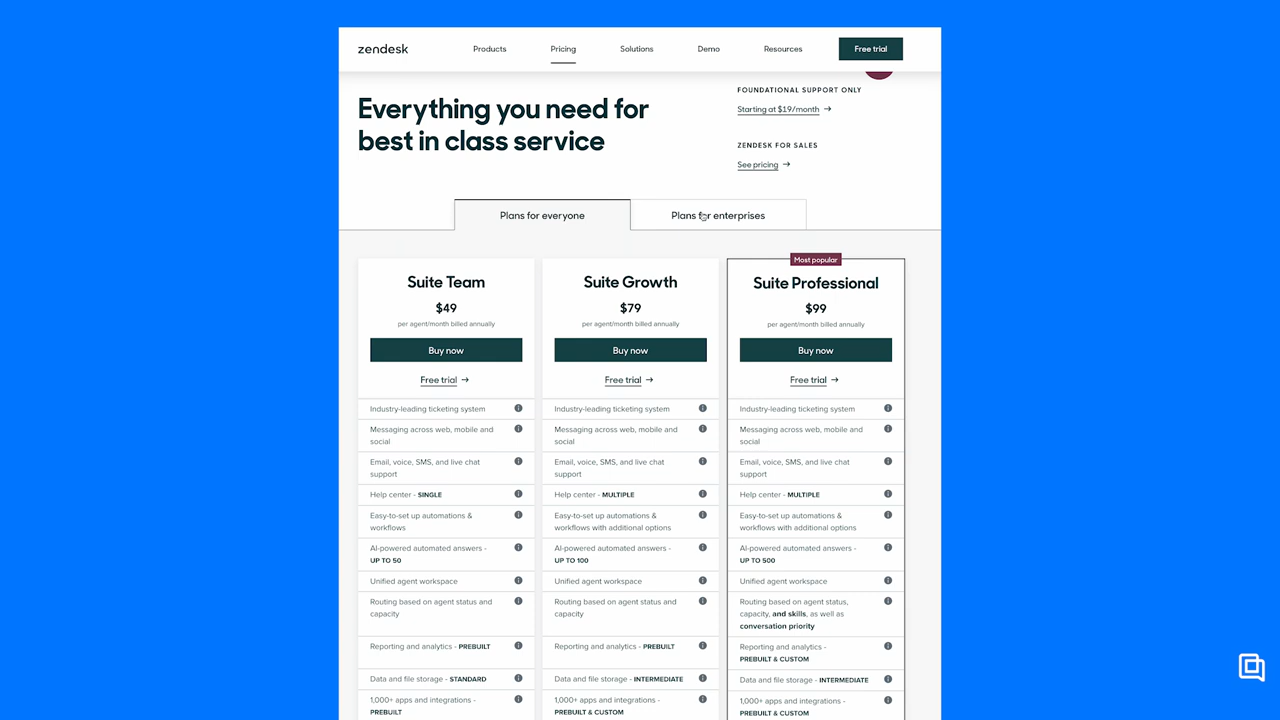 zendesk
Products
Pricing
Solutions
Demo
Resources
Free trial
Everything you need for
best in class service
FOUNDATIONAL SUPPORT ONLY
Starting at $19/month →
ZENDESK FOR SALES
See pricing →
Plans for everyone
Plans for enterprises
Suite Team
$49
per agent/month billed annually
Buy now
Free trial →
Industry-leading ticketing system
Messaging across web, mobile and
social
Email, voice, SMS, and live chat
support
Help center - SINGLE
Easy-to-set up automations &
workflows
AI-powered automated answers -
UP TO 50
Unified agent workspace
Routing based on agent status and
capacity
Reporting and analytics - PREBUILT
Data and file storage - STANDARD
1,000+ apps and integrations -
PREBUILT
Suite Growth
$79
per agent/month billed annually
Buy now
Free trial →
Industry-leading ticketing system
Messaging across web, mobile and
social
Email, voice, SMS, and live chat
support
Help center - MULTIPLE
Easy-to-set up automations &
workflows with additional options
AI-powered automated answers -
UP TO 100
Unified agent workspace
Routing based on agent status and
capacity
Reporting and analytics - PREBUILT
Data and file storage - INTERMEDIATE
1,000+ apps and integrations -
PREBUILT & CUSTOM
Most popular
Suite Professional
$99
per agent/month billed annually
Buy now
Free trial →
Industry-leading ticketing system
Messaging across web, mobile and
social
Email, voice, SMS, and live chat
support
Help center - MULTIPLE
Easy-to-set up automations &
workflows with additional options
AI-powered automated answers -
UP TO 500
Unified agent workspace
Routing based on agent status,
capacity, and skills, as well as
conversation priority
Reporting and analytics -
PREBUILT & CUSTOM
Data and file storage - INTERMEDIATE
1,000+ apps and integrations -
PREBUILT & CUSTOM